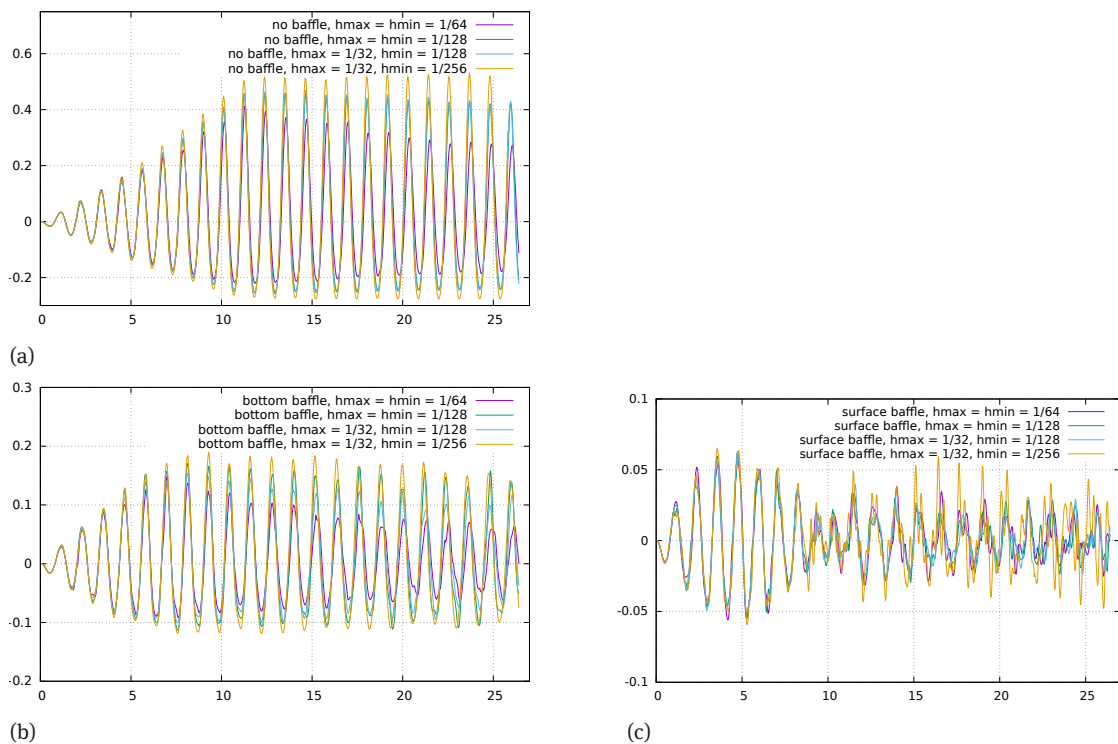 no baffle, hmax = hmin = 1/64
no baffle, hmax = hmin = 1/128
no baffle, hmax = 1/32, hmin = 1/128
no baffle, hmax = 1/32, hmin = 1/256
0.6
0.4
0.2
0
-0.2
0 5 10 15 20 25
(a)
0.3
0.2
0.1
0
-0.1
-0.2
bottom baffle, hmax = hmin = 1/64
bottom baffle, hmax = hmin = 1/128
bottom baffle, hmax = 1/32, hmin = 1/128
bottom baffle, hmax = 1/32, hmin = 1/256
0 5 10 15 20 25
(b)
0.1
0.05
0
-0.05
-0.1
surface baffle, hmax = hmin = 1/64
surface baffle, hmax = hmin = 1/128
surface baffle, hmax = 1/32, hmin = 1/128
surface baffle, hmax = 1/32, hmin = 1/256
0 5 10 15 20 25
(c)